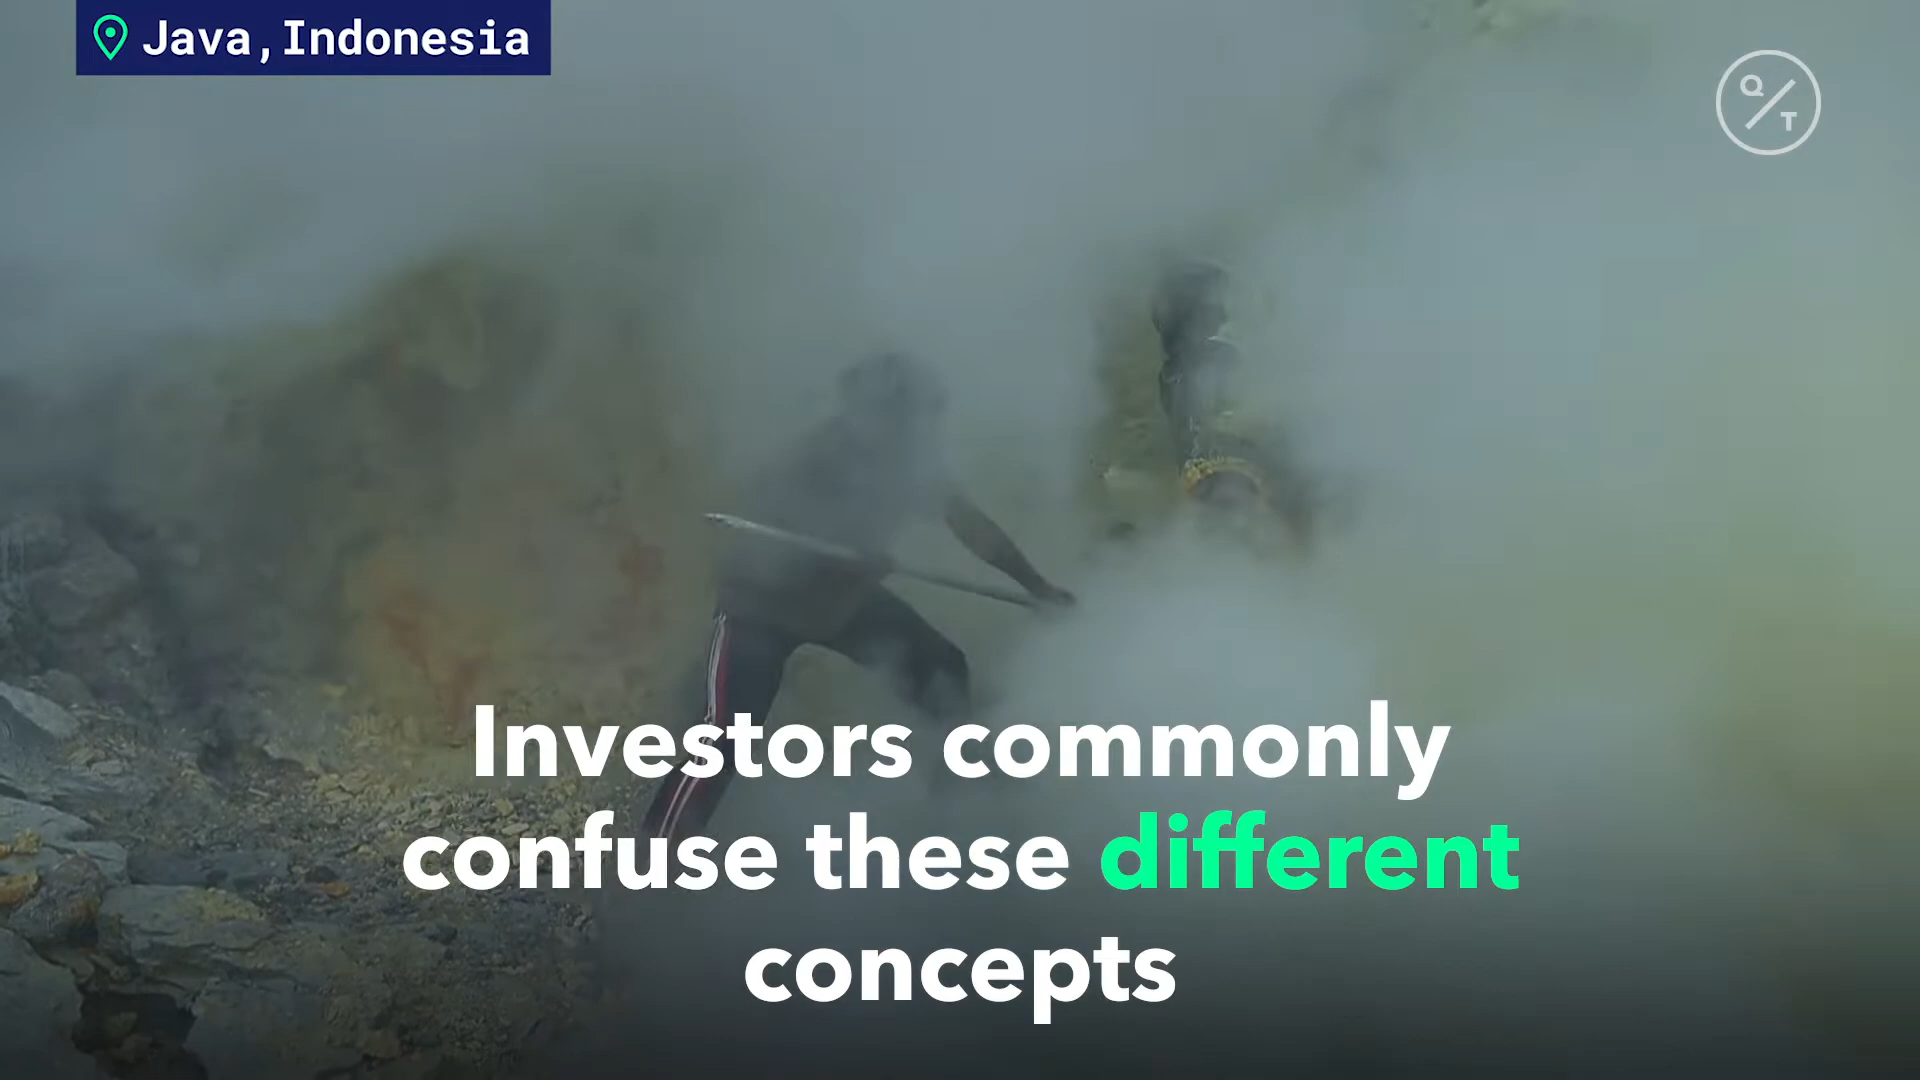 Java, Indonesia
Q/T
Investors commonly
confuse these different
concepts